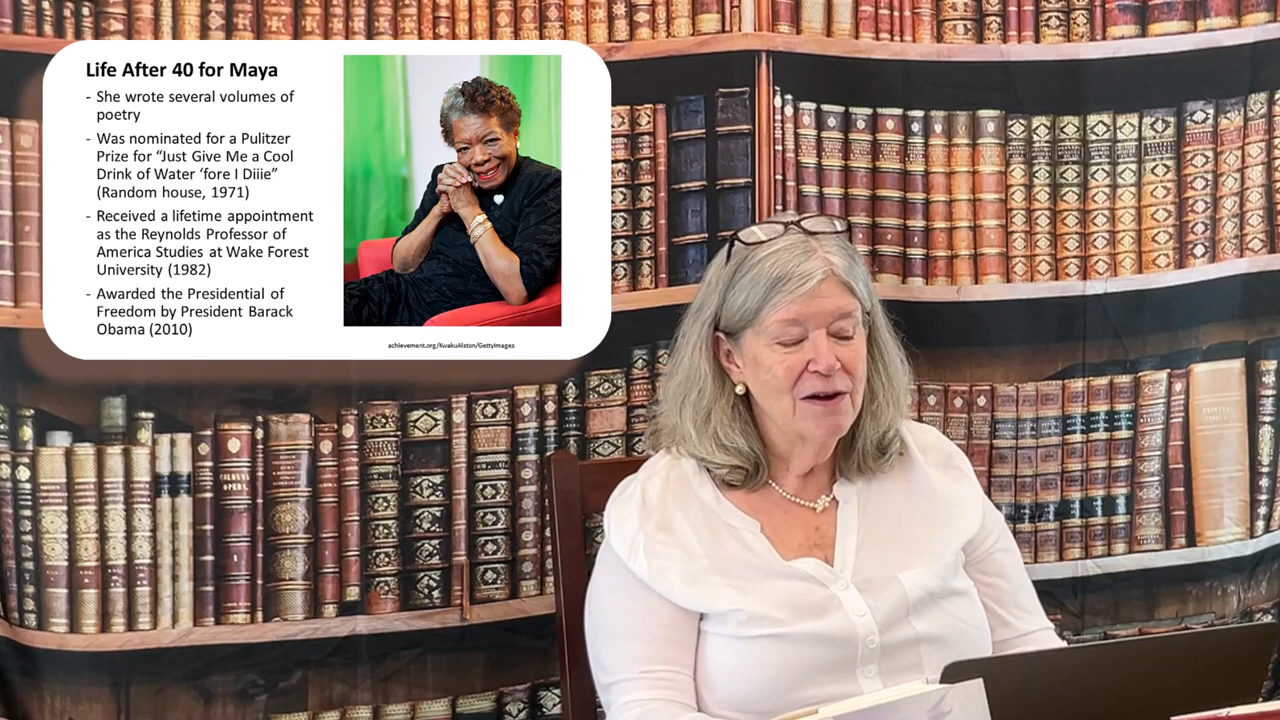 Life After 40 for Maya
- She wrote several volumes of
poetry
- Was nominated for a Pulitzer
Prize for “Just Give Me a Cool
Drink of Water ‘fore I Diiie”
(Random house, 1971)
- Received a lifetime appointment
as the Reynolds Professor of
America Studies at Wake Forest
University (1982)
- Awarded the Presidential of
Freedom by President Barack
Obama (2010)
achievement.org/KwakuAlston/GettyImages